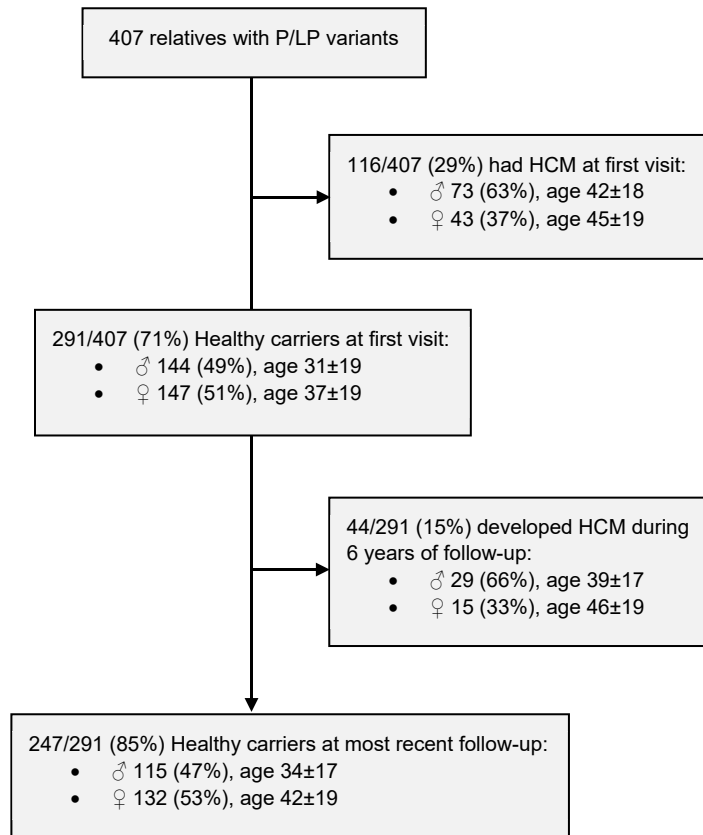 407 relatives with P/LP variants
116/407 (29%) had HCM at first visit:
• ♂ 73 (63%), age 42±18
• ♀ 43 (37%), age 45±19
291/407 (71%) Healthy carriers at first visit:
• ♂ 144 (49%), age 31±19
• ♀ 147 (51%), age 37±19
44/291 (15%) developed HCM during
6 years of follow-up:
• ♂ 29 (66%), age 39±17
• ♀ 15 (33%), age 46±19
247/291 (85%) Healthy carriers at most recent follow-up:
• ♂ 115 (47%), age 34±17
• ♀ 132 (53%), age 42±19